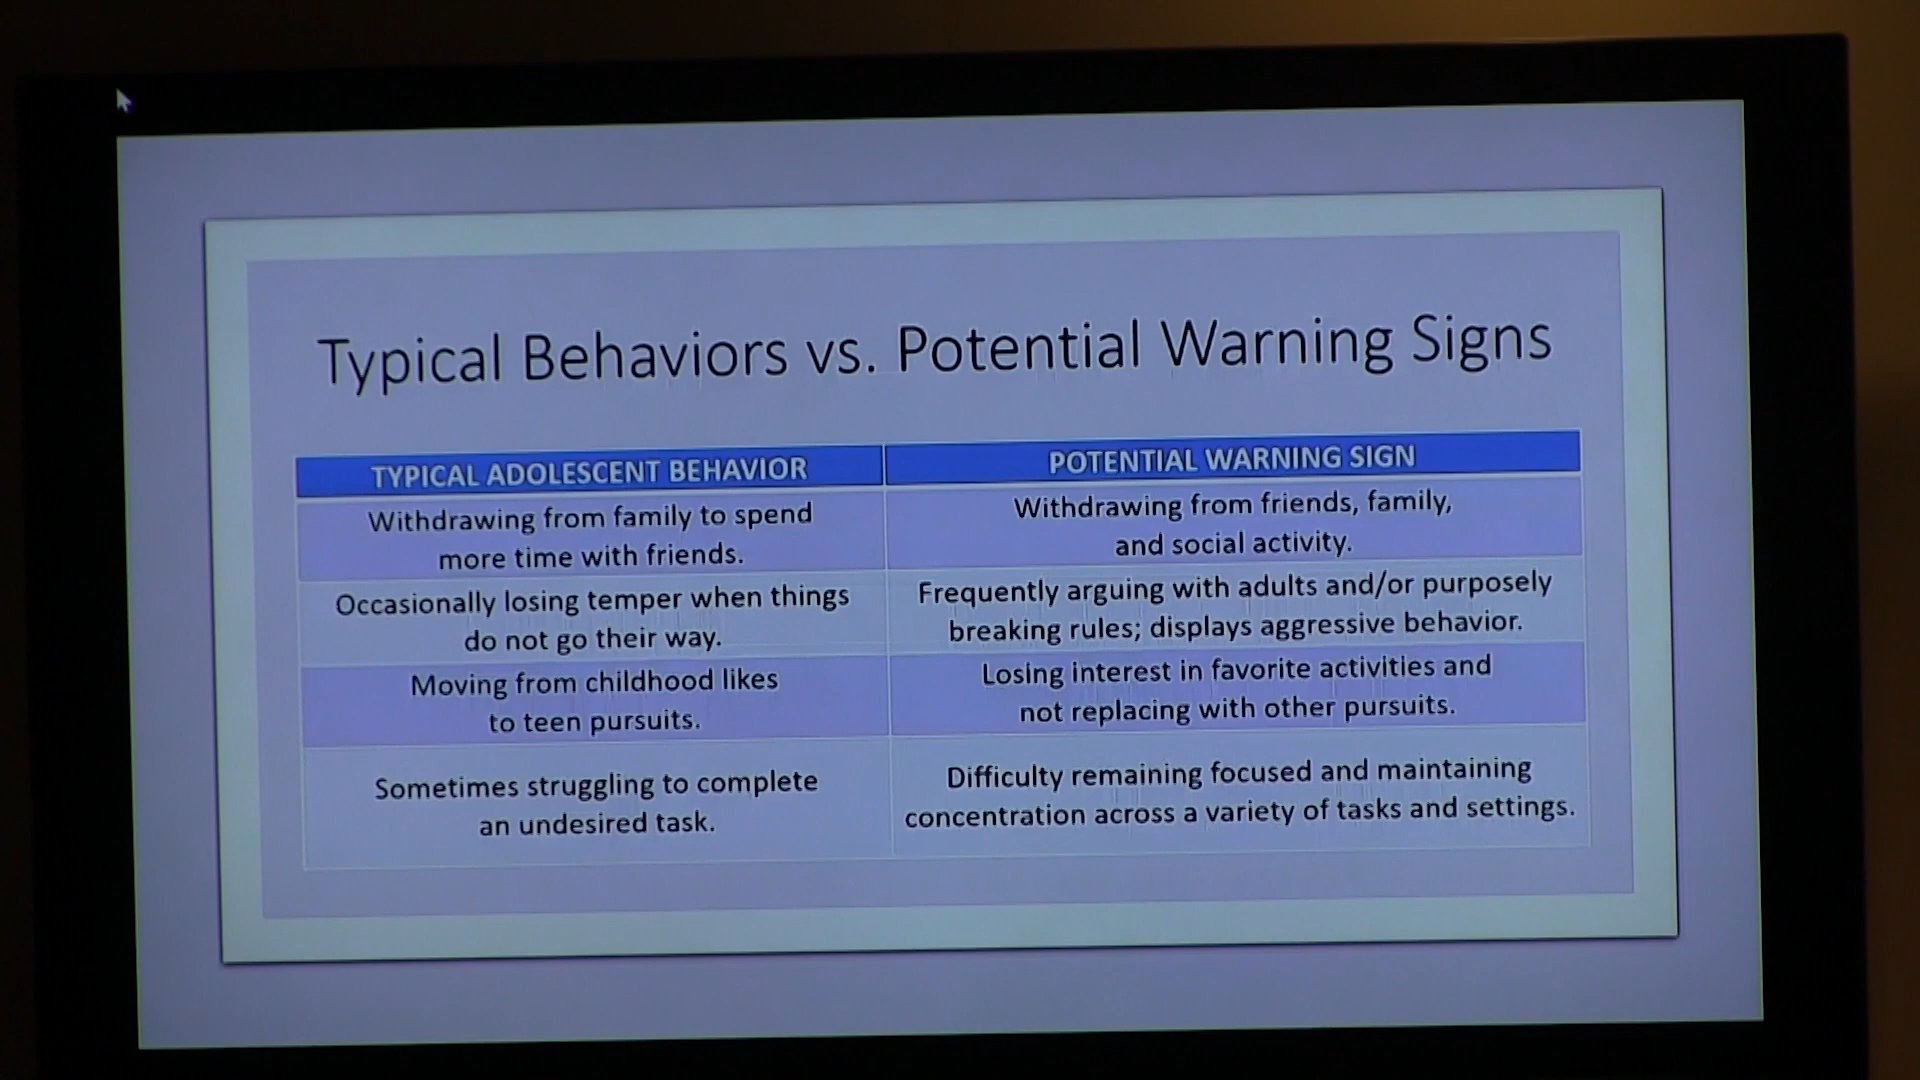 Typical Behaviors vs. Potential Warning Signs
TYPICAL ADOLESCENT BEHAVIOR
POTENTIAL WARNING SIGN
Withdrawing from family to spend
more time with friends.
Withdrawing from friends, family,
and social activity.
Occasionally losing temper when things
do not go their way.
Frequently arguing with adults and/or purposely
breaking rules; displays aggressive behavior.
Moving from childhood likes
to teen pursuits.
Losing interest in favorite activities and
not replacing with other pursuits.
Sometimes struggling to complete
an undesired task.
Difficulty remaining focused and maintaining
concentration across a variety of tasks and settings.